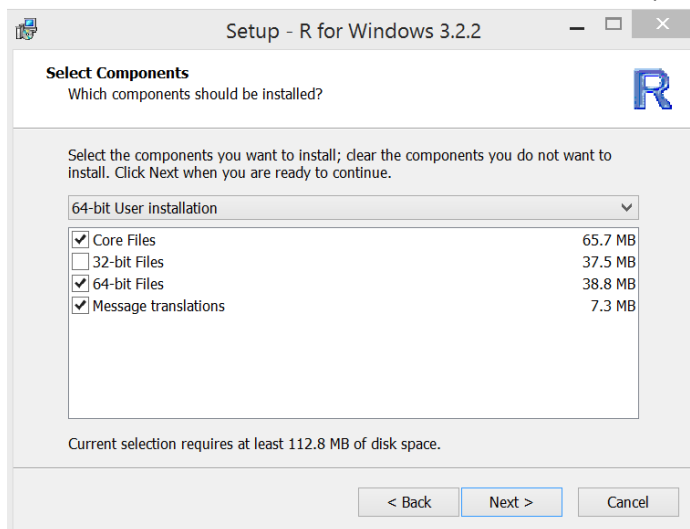 Setup - R for Windows 3.2.2
Select Components
Which components should be installed?
R
Select the components you want to install; clear the components you do not want to
install. Click Next when you are ready to continue.
64-bit User installation
Core Files 65.7 MB
32-bit Files 37.5 MB
64-bit Files 38.8 MB
Message translations 7.3 MB
Current selection requires at least 112.8 MB of disk space.
< Back Next > Cancel